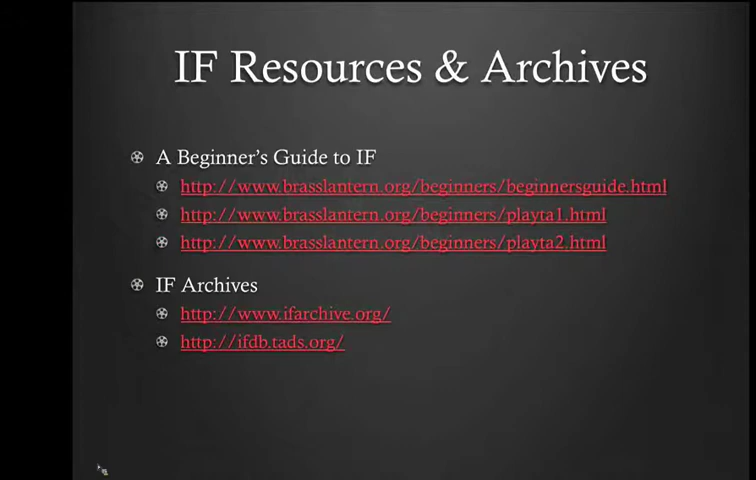 IF Resources & Archives
A Beginner's Guide to IF
http://www.brasslantern.org/beginners/beginnersguide.html
http://www.brasslantern.org/beginners/playta1.html
http://www.brasslantern.org/beginners/playta2.html
IF Archives
http://www.ifarchive.org/
http://ifdb.tads.org/